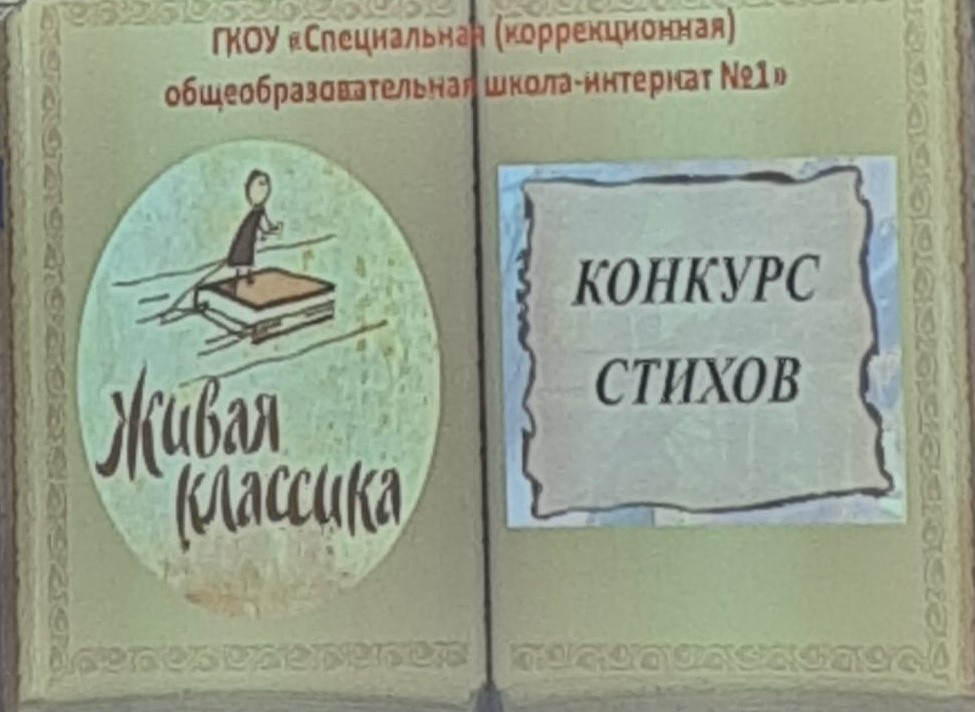 ГКОУ «Специальная (коррекционная)
общеобразовательная школа-интернат №1»
Живая
классика
КОНКУРС
СТИХОВ